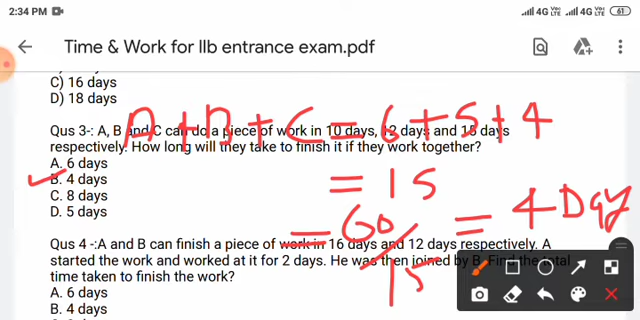 2:34 PM 4G VoLTE 4G VoLTE 61
Time & Work for IIb entrance exam.pdf
C) 16 days
D) 18 days
A + B + C = 6 + 5 + 4
Qus 3-: A, B and C can do a piece of work in 10 days, 12 days and 15 days
respectively. How long will they take to finish it if they work together?
A. 6 days
B. 4 days
C. 8 days
D. 5 days
= 15
= 60/15 = 4 Day
Qus 4 -:A and B can finish a piece of work in 16 days and 12 days respectively. A
started the work and worked at it for 2 days. He was then joined by B. Find the total
time taken to finish the work?
A. 6 days
B. 4 days